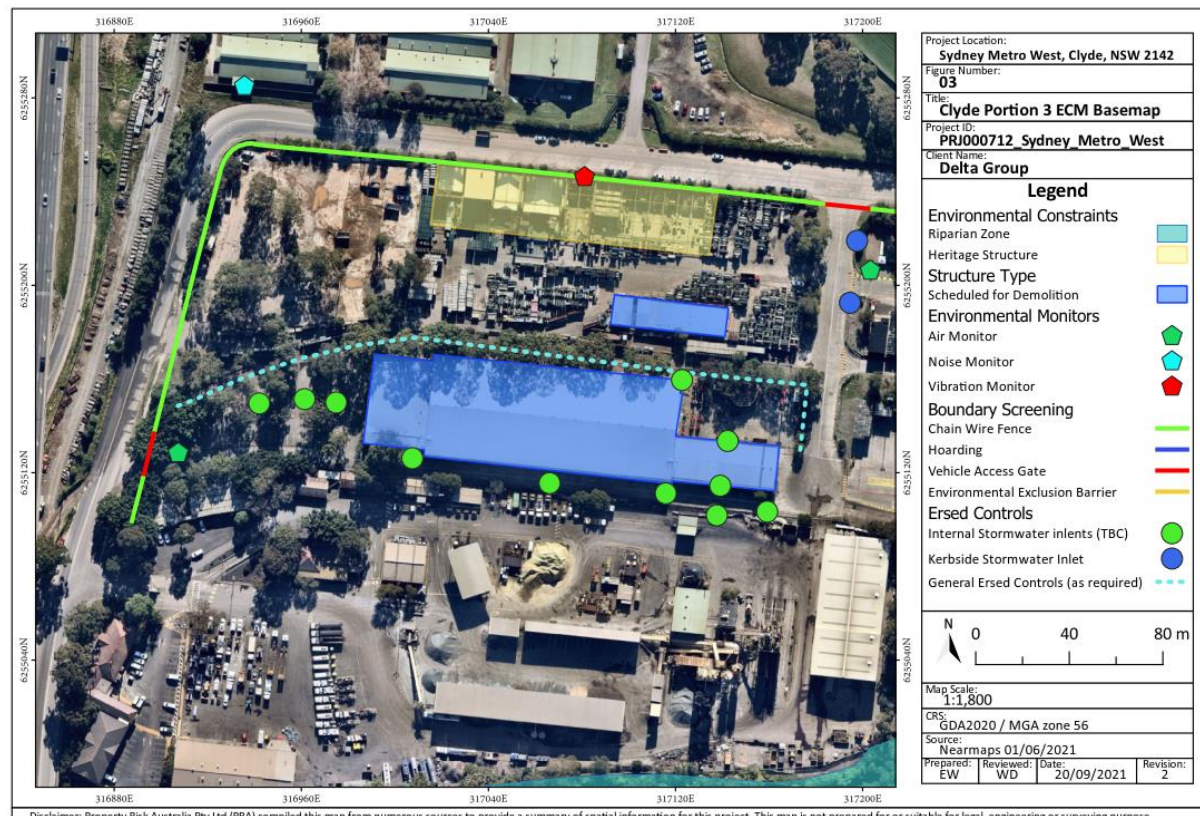 316880E 316960E 317040E 317120E 317200E
6255280N 6255280N
6255200N 6255200N
6255120N 6255120N
6255040N 6255040N
316880E 316960E 317040E 317120E 317200E
Project Location:
Sydney Metro West, Clyde, NSW 2142
Figure Number:
03
Title:
Clyde Portion 3 ECM Basemap
Project ID:
PRJ000712_Sydney_Metro_West
Client Name:
Delta Group
Legend
Environmental Constraints
Riparian Zone
Heritage Structure
Structure Type
Scheduled for Demolition
Environmental Monitors
Air Monitor
Noise Monitor
Vibration Monitor
Boundary Screening
Chain Wire Fence
Hoarding
Vehicle Access Gate
Environmental Exclusion Barrier
Ersed Controls
Internal Stormwater inlents (TBC)
Kerbside Stormwater Inlet
General Ersed Controls (as required)
N 0 40 80 m
Map Scale:
1:1,800
CRS:
GDA2020 / MGA zone 56
Source:
Nearmaps 01/06/2021
Prepared: Reviewed: Date: Revision:
EW WD 20/09/2021 2
Disclaimer: Property Risk Australia Pty Ltd (PRA) compiled this map from numerous sources to provide a summary of spatial information for this project. This map is not prepared for or suitable for legal, engineering or surveying purpose